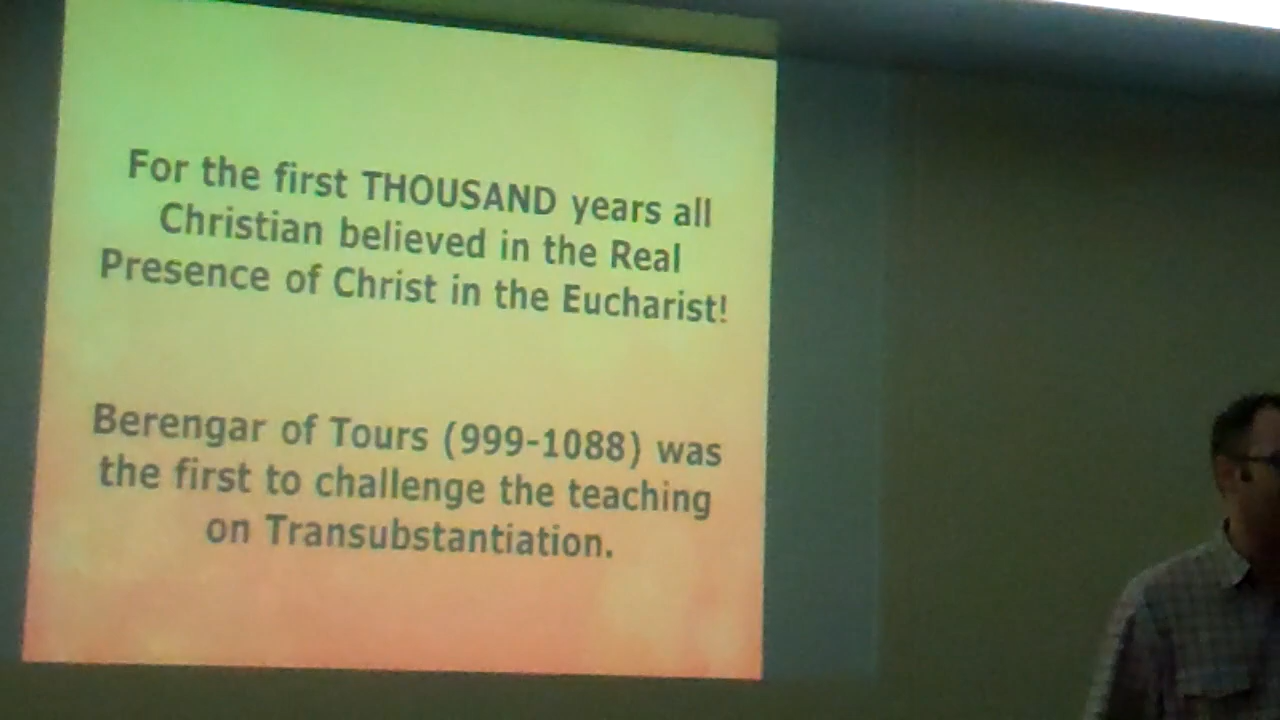 For the first THOUSAND years all
Christian believed in the Real
Presence of Christ in the Eucharist!
Berengar of Tours (999-1088) was
the first to challenge the teaching
on Transubstantiation.